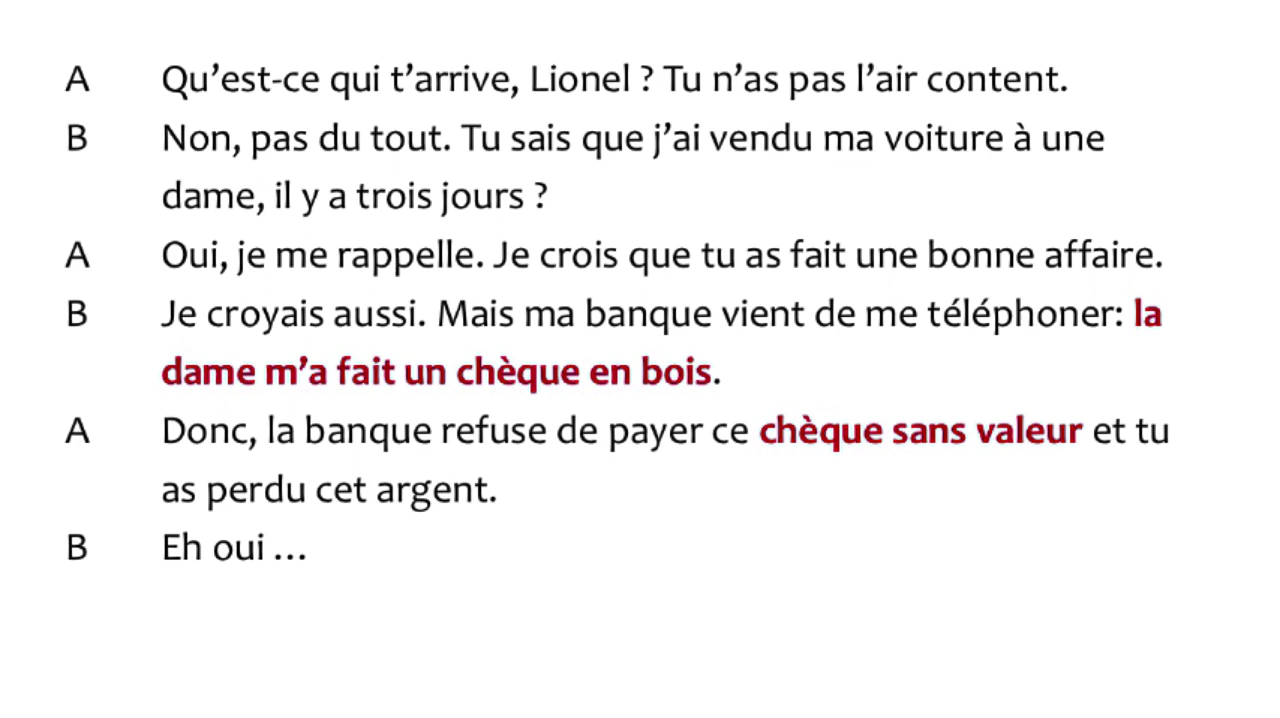 A Qu’est-ce qui t’arrive, Lionel ? Tu n’as pas l’air content.
B Non, pas du tout. Tu sais que j’ai vendu ma voiture à une
dame, il y a trois jours ?
A Oui, je me rappelle. Je crois que tu as fait une bonne affaire.
B Je croyais aussi. Mais ma banque vient de me téléphoner: la
dame m’a fait un chèque en bois.
A Donc, la banque refuse de payer ce chèque sans valeur et tu
as perdu cet argent.
B Eh oui …